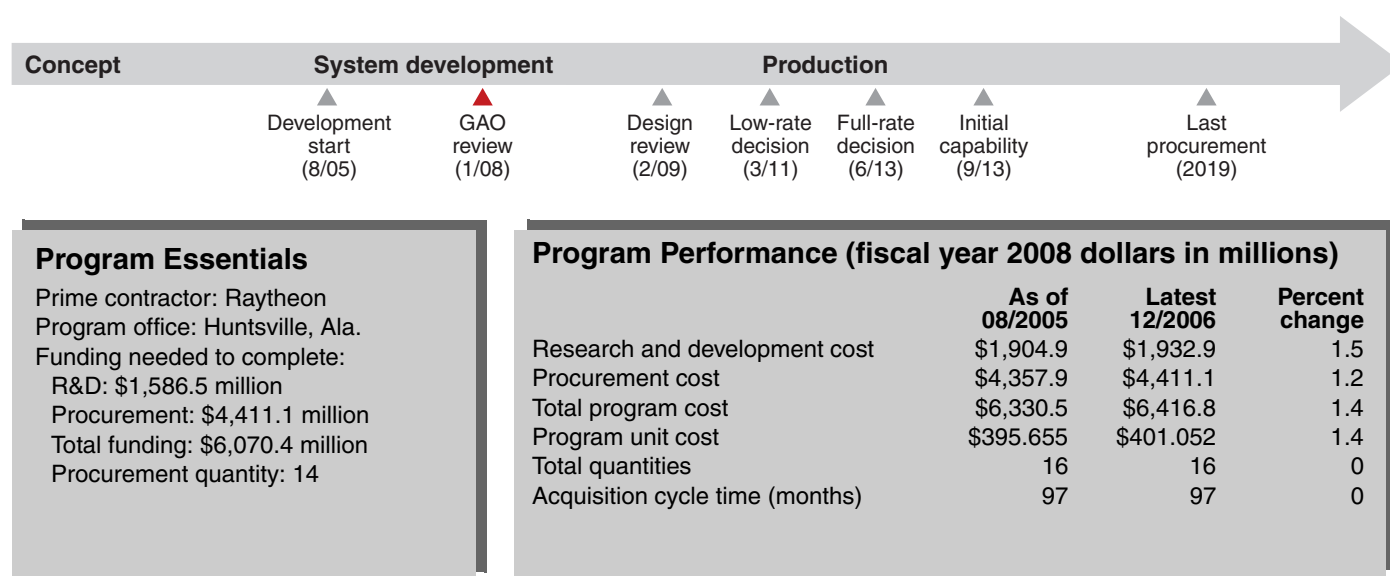 Concept System development Production
Development start (8/05)
GAO review (1/08)
Design review (2/09)
Low-rate decision (3/11)
Full-rate decision (6/13)
Initial capability (9/13)
Last procurement (2019)
Program Essentials
Prime contractor: Raytheon
Program office: Huntsville, Ala.
Funding needed to complete:
R&D: $1,586.5 million
Procurement: $4,411.1 million
Total funding: $6,070.4 million
Procurement quantity: 14
Program Performance (fiscal year 2008 dollars in millions)
As of Latest Percent
08/2005 12/2006 change
Research and development cost $1,904.9 $1,932.9 1.5
Procurement cost $4,357.9 $4,411.1 1.2
Total program cost $6,330.5 $6,416.8 1.4
Program unit cost $395.655 $401.052 1.4
Total quantities 16 16 0
Acquisition cycle time (months) 97 97 0